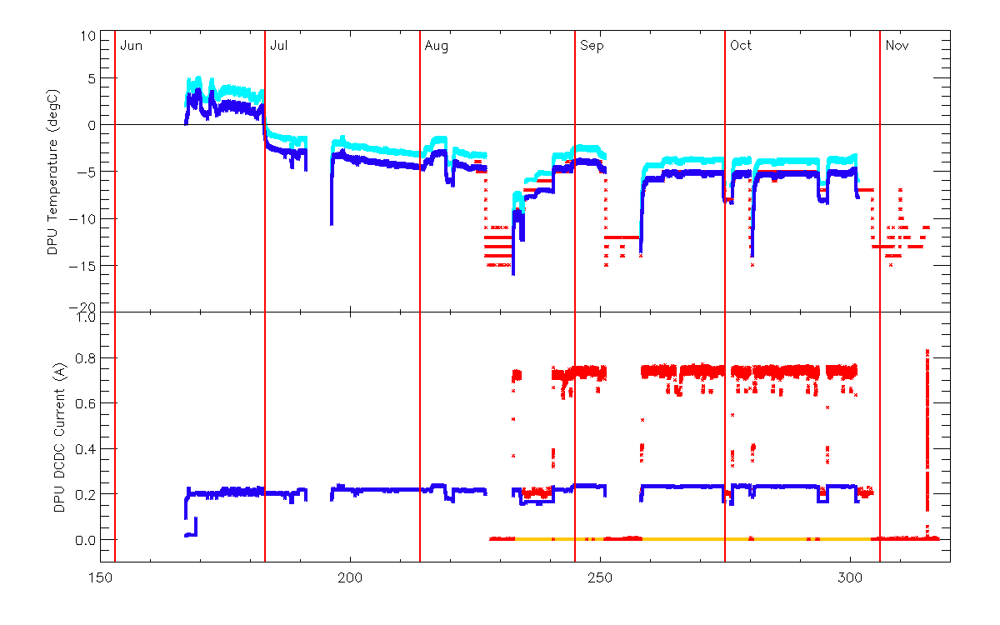 10
Jun
Jul
Aug
Sep
Oct
Nov
5
0
−5
−10
−15
−20
DPU Temperature (degC)
1.0
0.8
0.6
0.4
0.2
0.0
DPU DCDC Current (A)
150
200
250
300